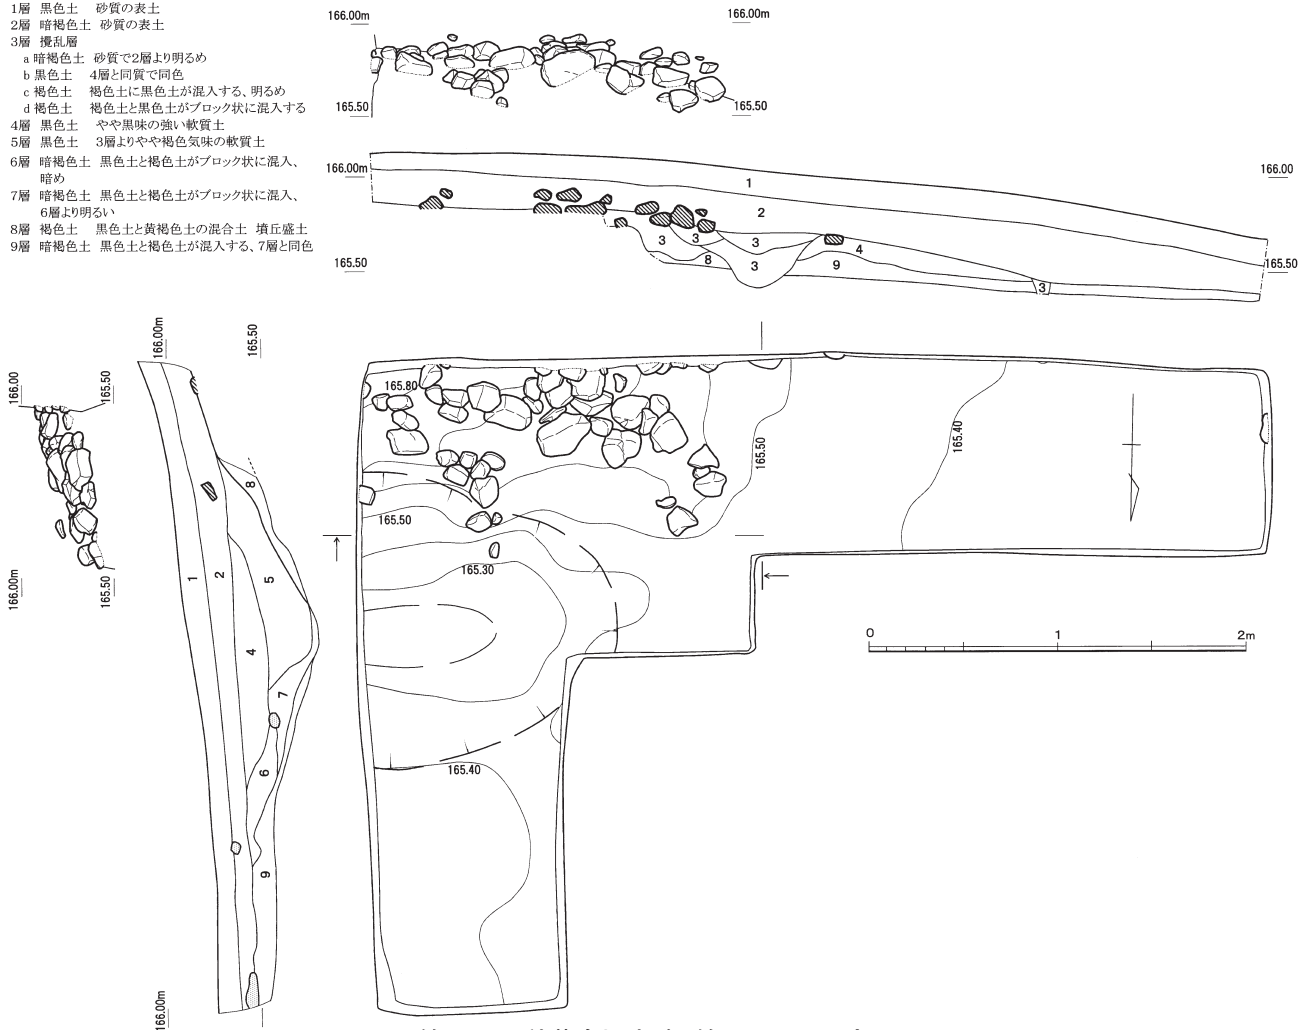 1層 黒色土 砂質の表土
2層 暗褐色土 砂質の表土
3層 攪乱層
a 暗褐色土 砂質で2層より明るめ
b 黒色土 4層と同質で同色
c 褐色土 褐色土に黒色土が混入する、明るめ
d 褐色土 褐色土と黒色土がブロック状に混入する
4層 黒色土 やや黒味の強い軟質土
5層 黒色土 3層よりやや褐色気味の軟質土
6層 暗褐色土 黒色土と褐色土がブロック状に混入、
暗め
7層 暗褐色土 黒色土と褐色土がブロック状に混入、
6層より明るい
8層 褐色土 黒色土と黄褐色土の混合土 墳丘盛土
9層 暗褐色土 黒色土と褐色土が混入する、7層と同色
166.00m
166.00m
165.50
165.50
166.00m
166.00
1
2
3
3
3
4
8
3
9
165.50
165.50
3
166.00m
165.50
166.00
165.50
165.80
165.50
165.40
8
165.50
1
2
5
165.30
166.00m
165.50
4
0
1
2m
7
6
165.40
9
166.00m